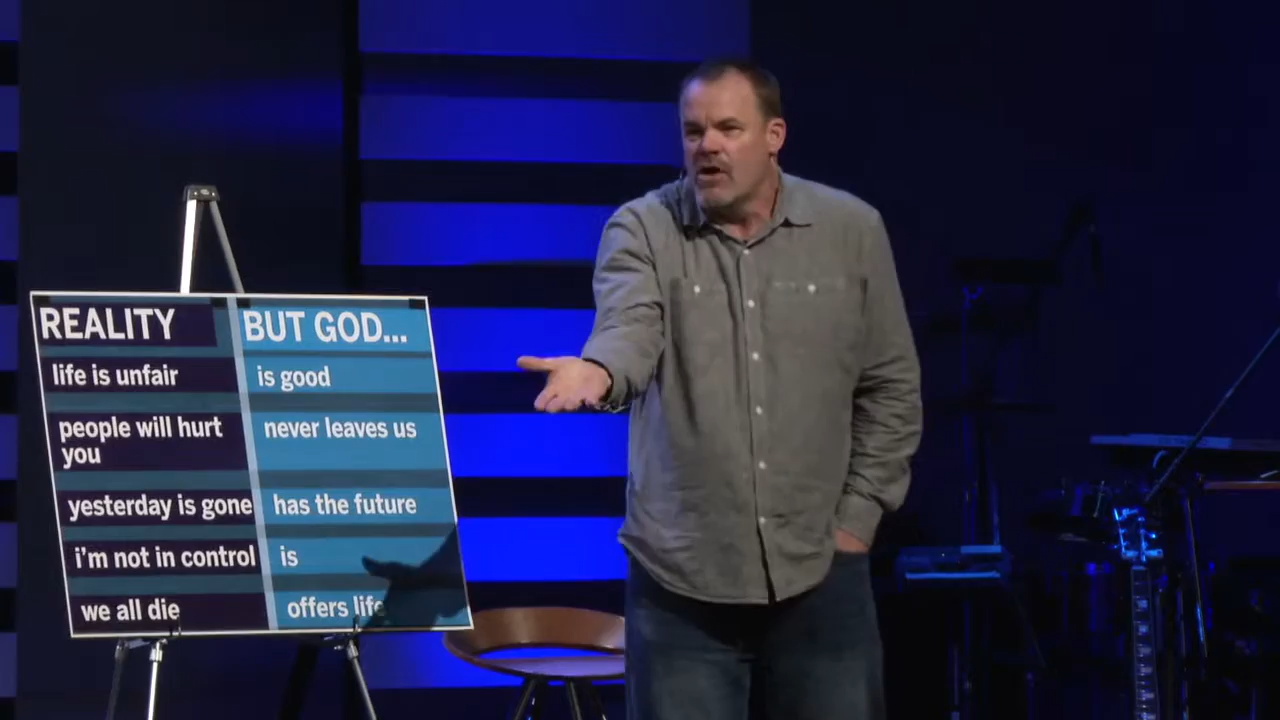 REALITY BUT GOD...
life is unfair is good
people will hurt never leaves us
you
yesterday is gone has the future
i'm not in control is
we all die offers life